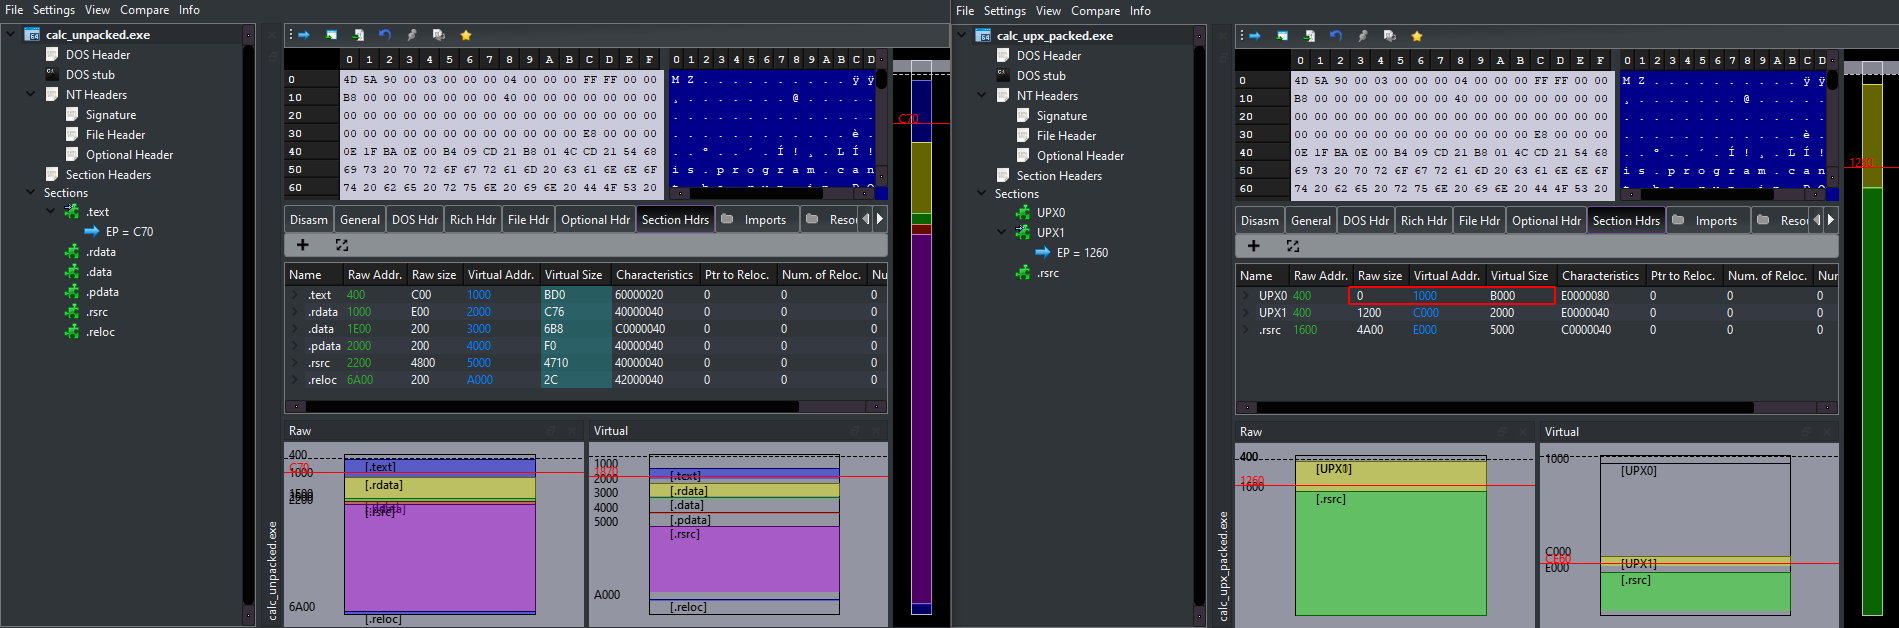 File Settings View Compare Info
calc_unpacked.exe
DOS Header
DOS stub
NT Headers
Signature
File Header
Optional Header
Section Headers
Sections
.text
EP = C70
.rdata
.data
.pdata
.rsrc
.reloc
calc_unpacked.exe
0 1 2 3 4 5 6 7 8 9 A B C D E F
0 4D 5A 90 00 03 00 00 00 04 00 00 00 FF FF 00 00
10 B8 00 00 00 00 00 00 00 40 00 00 00 00 00 00 00
20 00 00 00 00 00 00 00 00 00 00 00 00 00 00 00 00
30 00 00 00 00 00 00 00 00 00 00 00 00 E8 00 00 00
40 0E 1F BA 0E 00 B4 09 CD 21 B8 01 4C CD 21 54 68
50 69 73 20 70 72 6F 67 72 61 6D 20 63 61 6E 6E 6F
60 74 20 62 65 20 72 75 6E 20 69 6E 20 44 4F 53 20
0 1 2 3 4 5 6 7 8 9 A B C D
M Z . . . . . . . . . . ÿ ÿ
¸ . . . . . . . @ . . . . .
. . . . . . . . . . . . . .
. . . . . . . . . . . . è .
. . º . . ´ . Í ! ¸ . L Í !
i s . p r o g r a m . c a n
C70
Disasm General DOS Hdr Rich Hdr File Hdr Optional Hdr Section Hdrs Imports Reso
Name Raw Addr. Raw size Virtual Addr. Virtual Size Characteristics Ptr to Reloc. Num. of Reloc. Nu
.text 400 C00 1000 BD0 60000020 0 0 0
.rdata 1000 E00 2000 C76 40000040 0 0 0
.data 1E00 200 3000 6B8 C0000040 0 0 0
.pdata 2000 200 4000 F0 40000040 0 0 0
.rsrc 2200 4800 5000 4710 40000040 0 0 0
.reloc 6A00 200 A000 2C 42000040 0 0 0
Raw
400
C70
1000
2200
6A00
[.text]
[.rdata]
[.rsrc]
[.reloc]
Virtual
1000
2000
3000
4000
5000
A000
[.text]
[.rdata]
[.data]
[.pdata]
[.rsrc]
[.reloc]
File Settings View Compare Info
calc_upx_packed.exe
DOS Header
DOS stub
NT Headers
Signature
File Header
Optional Header
Section Headers
Sections
UPX0
UPX1
EP = 1260
.rsrc
calc_upx_packed.exe
0 1 2 3 4 5 6 7 8 9 A B C D E F
0 4D 5A 90 00 03 00 00 00 04 00 00 00 FF FF 00 00
10 B8 00 00 00 00 00 00 00 40 00 00 00 00 00 00 00
20 00 00 00 00 00 00 00 00 00 00 00 00 00 00 00 00
30 00 00 00 00 00 00 00 00 00 00 00 00 E8 00 00 00
40 0E 1F BA 0E 00 B4 09 CD 21 B8 01 4C CD 21 54 68
50 69 73 20 70 72 6F 67 72 61 6D 20 63 61 6E 6E 6F
60 74 20 62 65 20 72 75 6E 20 69 6E 20 44 4F 53 20
0 1 2 3 4 5 6 7 8 9 A B C D
M Z . . . . . . . . . . ÿ ÿ
¸ . . . . . . . @ . . . . .
. . . . . . . . . . . . . .
. . . . . . . . . . . . è .
. . º . . ´ . Í ! ¸ . L Í !
i s . p r o g r a m . c a n
1260
Disasm General DOS Hdr Rich Hdr File Hdr Optional Hdr Section Hdrs Imports Reso
Name Raw Addr. Raw size Virtual Addr. Virtual Size Characteristics Ptr to Reloc. Num. of Reloc. Nur
UPX0 400 0 1000 B000 E0000080 0 0 0
UPX1 400 1200 C000 2000 E0000040 0 0 0
.rsrc 1600 4A00 E000 5000 C0000040 0 0 0
Raw
400
1260
1600
[UPX1]
[.rsrc]
Virtual
1000
C000
CE60
E000
[UPX0]
[UPX1]
[.rsrc]